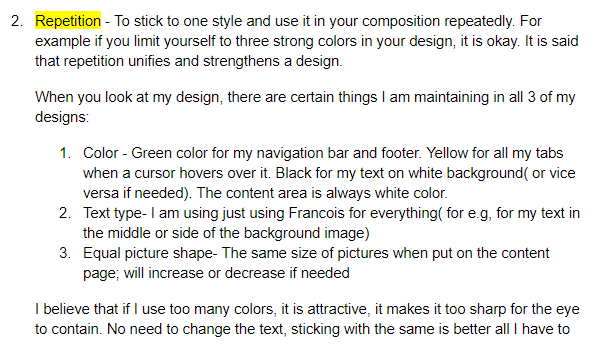 2. Repetition - To stick to one style and use it in your composition repeatedly. For
example if you limit yourself to three strong colors in your design, it is okay. It is said
that repetition unifies and strengthens a design.
When you look at my design, there are certain things I am maintaining in all 3 of my
designs:
1. Color - Green color for my navigation bar and footer. Yellow for all my tabs
when a cursor hovers over it. Black for my text on white background( or vice
versa if needed). The content area is always white color.
2. Text type- I am using just using Francois for everything( for e.g, for my text in
the middle or side of the background image)
3. Equal picture shape- The same size of pictures when put on the content
page; will increase or decrease if needed
I believe that if I use too many colors, it is attractive, it makes it too sharp for the eye
to contain. No need to change the text, sticking with the same is better all I have to